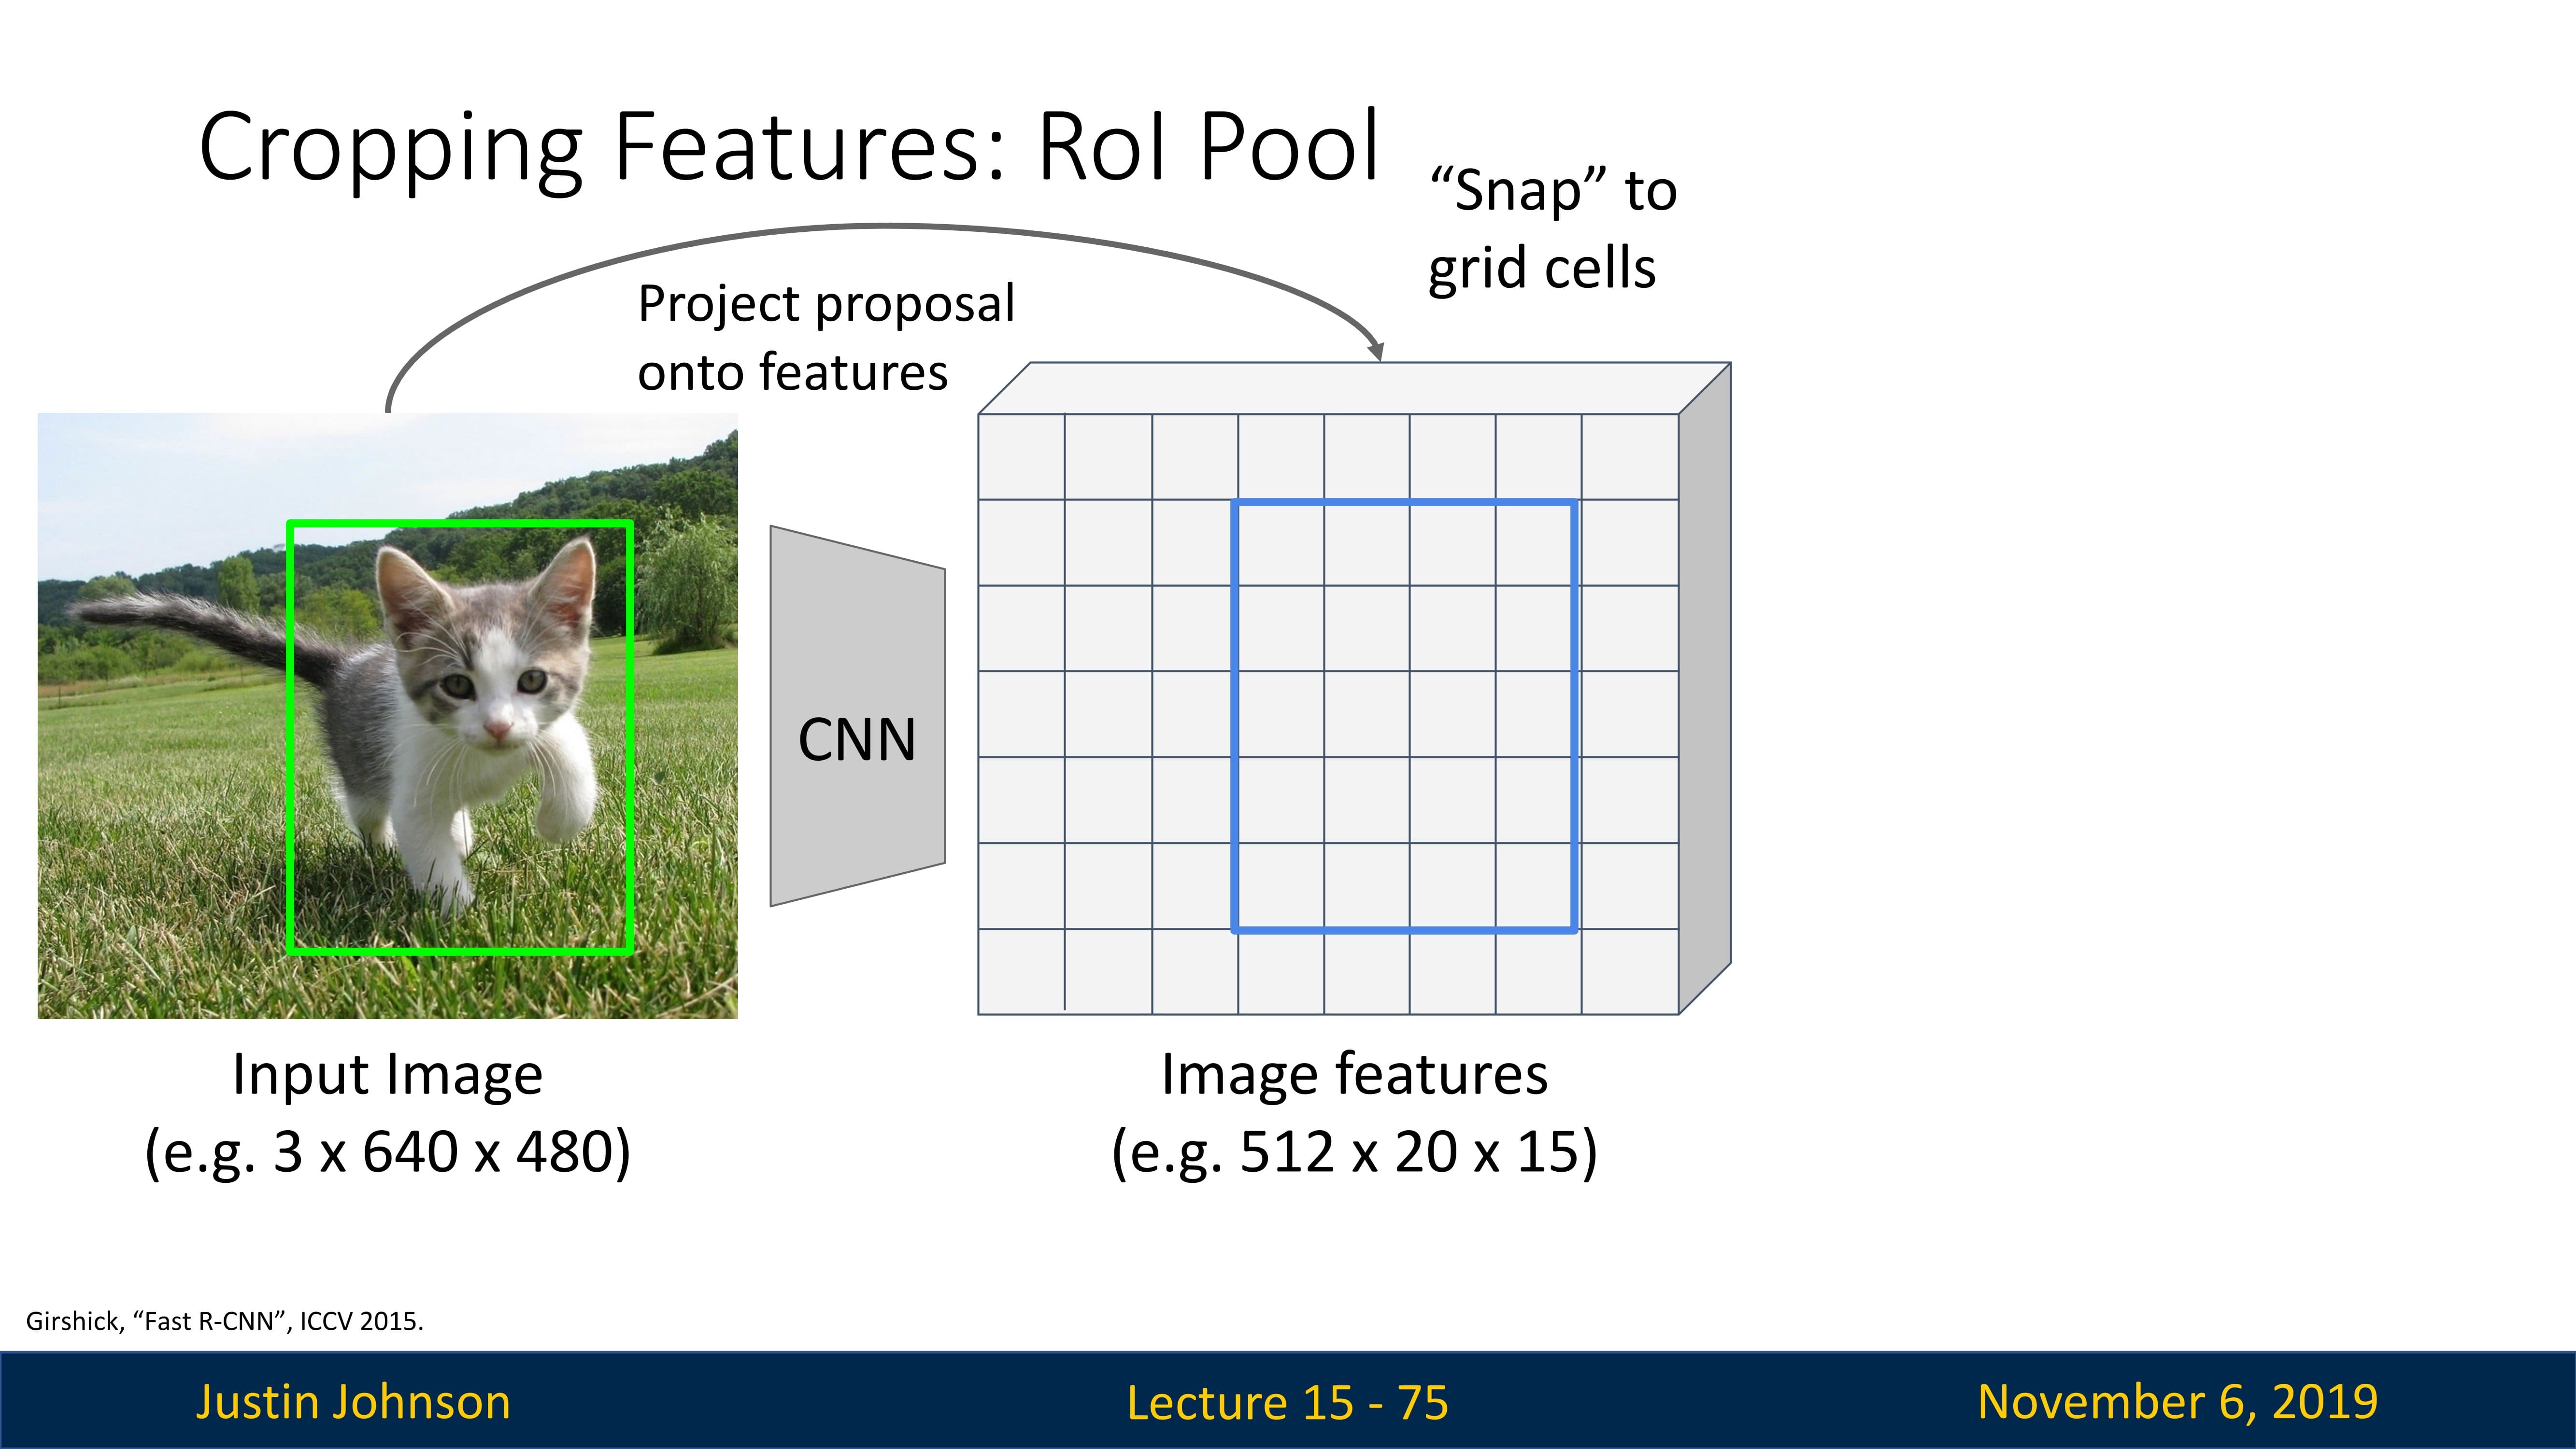 Cropping Features: RoI Pool
“Snap” to
grid cells
Project proposal
onto features
CNN
Input Image
(e.g. 3 x 640 x 480)
Image features
(e.g. 512 x 20 x 15)
Girshick, “Fast R-CNN”, ICCV 2015.
Justin Johnson
Lecture 15 - 75
November 6, 2019